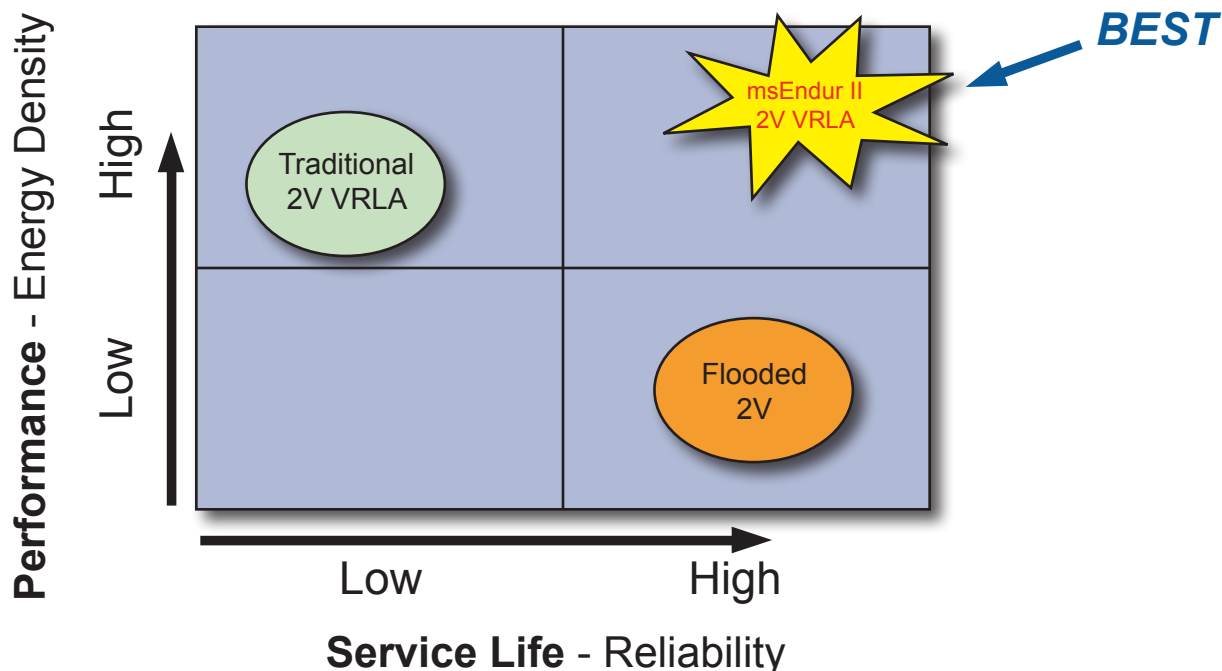 BEST
msEndur II
2V VRLA
Traditional
2V VRLA
Flooded
2V
Performance - Energy Density
High
Low
Low
High
Service Life - Reliability